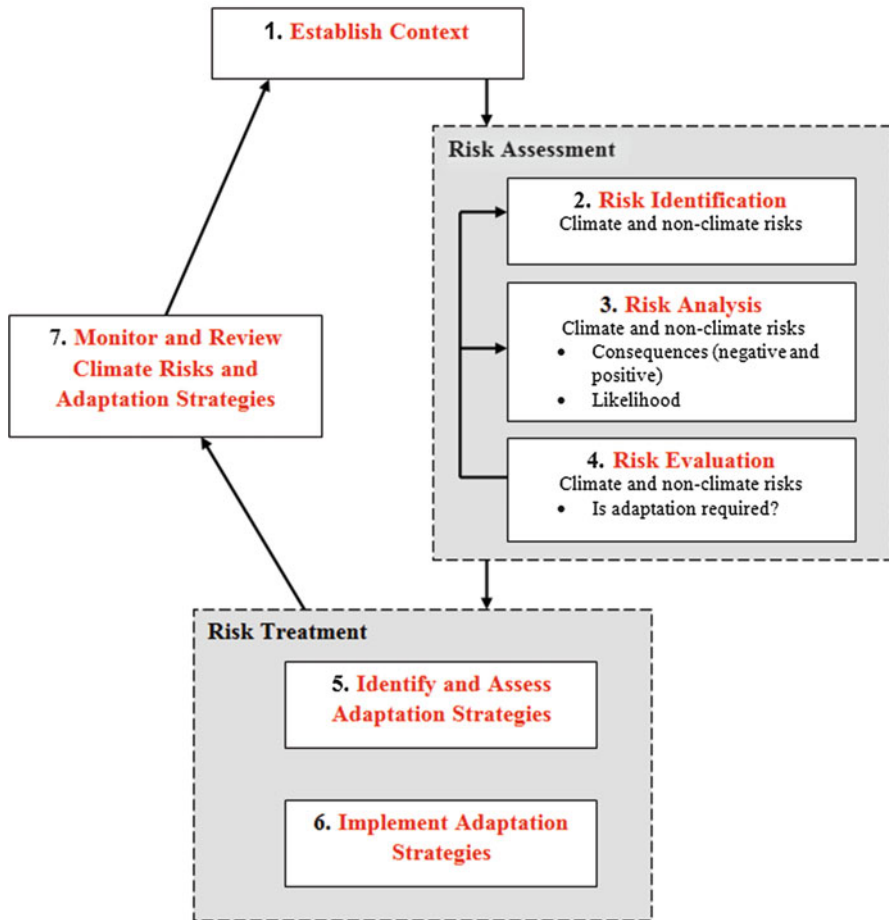 1. Establish Context
Risk Assessment
2. Risk Identification
Climate and non-climate risks
3. Risk Analysis
Climate and non-climate risks
• Consequences (negative and
positive)
• Likelihood
4. Risk Evaluation
Climate and non-climate risks
• Is adaptation required?
Risk Treatment
5. Identify and Assess
Adaptation Strategies
6. Implement Adaptation
Strategies
7. Monitor and Review
Climate Risks and
Adaptation Strategies